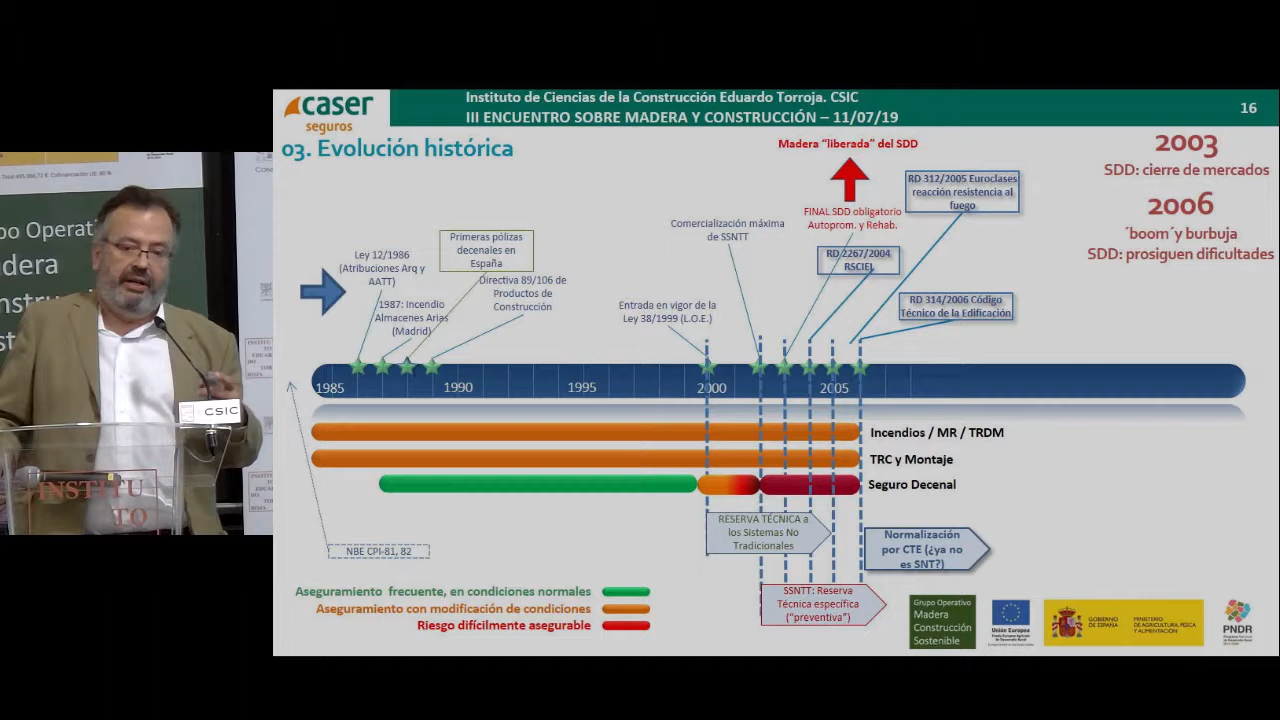 caser
seguros
Instituto de Ciencias de la Construcción Eduardo Torroja. CSIC
III ENCUENTRO SOBRE MADERA Y CONSTRUCCIÓN – 11/07/19
16
03. Evolución histórica
Madera "liberada" del SDD
2003
SDD: cierre de mercados
2006
´boom´y burbuja
SDD: prosiguen dificultades
RD 312/2005 Euroclases
reacción resistencia al
fuego
FINAL SDD obligatorio
Autoprom. y Rehab.
Comercialización máxima
de SSNTT
RD 2267/2004
RSCIEI
Primeras pólizas
decenales en
España
Ley 12/1986
(Atribuciones Arq y
AATT)
Directiva 89/106 de
Productos de
Construcción
1987: Incendio
Almacenes Arias
(Madrid)
Entrada en vigor de la
Ley 38/1999 (L.O.E.)
RD 314/2006 Código
Técnico de la Edificación
1985
1990
1995
2000
2005
Incendios / MR / TRDM
TRC y Montaje
Seguro Decenal
RESERVA TÉCNICA a
los Sistemas No
Tradicionales
Normalización
por CTE (¿ya no
es SNT?)
NBE CPI-81, 82
SSNTT: Reserva
Técnica específica
("preventiva")
Aseguramiento frecuente, en condiciones normales
Aseguramiento con modificación de condiciones
Riesgo difícilmente asegurable
Grupo Operativo
Madera
Construcción
Sostenible
Unión Europea
GOBIERNO
DE ESPAÑA
MINISTERIO
DE AGRICULTURA, PESCA
Y ALIMENTACIÓN
PNDR
po Operat
adera
onstruc
CSIC
INSTITU
TO